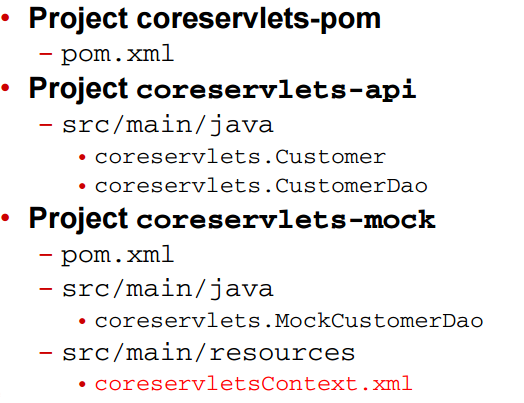 • Project coreservlets-pom
– pom.xml
• Project coreservlets-api
– src/main/java
• coreservlets.Customer
• coreservlets.CustomerDao
• Project coreservlets-mock
– pom.xml
– src/main/java
• coreservlets.MockCustomerDao
– src/main/resources
• coreservletsContext.xml